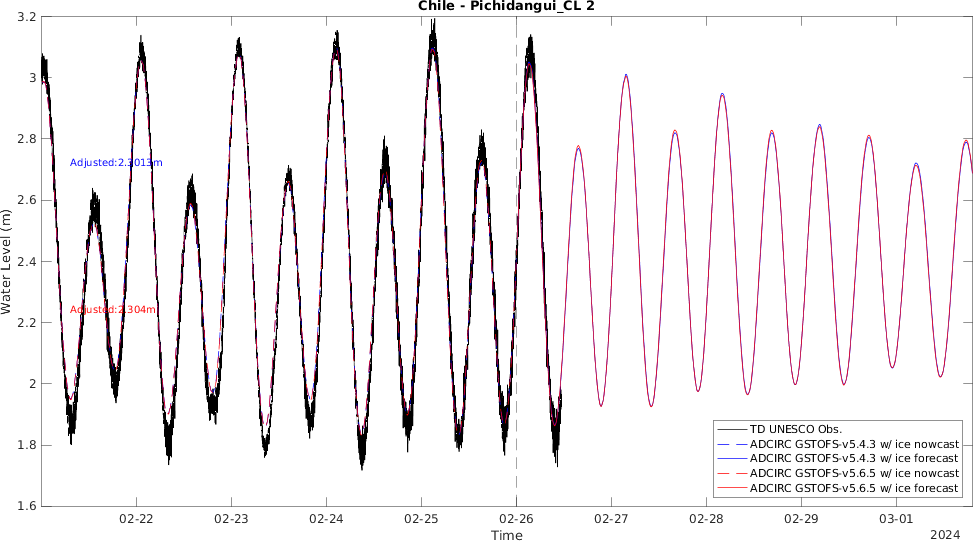 Chile - Pichidangui_CL 2
3.2
3
2.8
2.6
2.4
2.2
2
1.8
1.6
Water Level (m)
Adjusted:2.3013m
Adjusted:2.304m
TD UNESCO Obs.
ADCIRC GSTOFS-v5.4.3 w/ ice nowcast
ADCIRC GSTOFS-v5.4.3 w/ ice forecast
ADCIRC GSTOFS-v5.6.5 w/ ice nowcast
ADCIRC GSTOFS-v5.6.5 w/ ice forecast
02-22 02-23 02-24 02-25 02-26 02-27 02-28 02-29 03-01
Time
2024